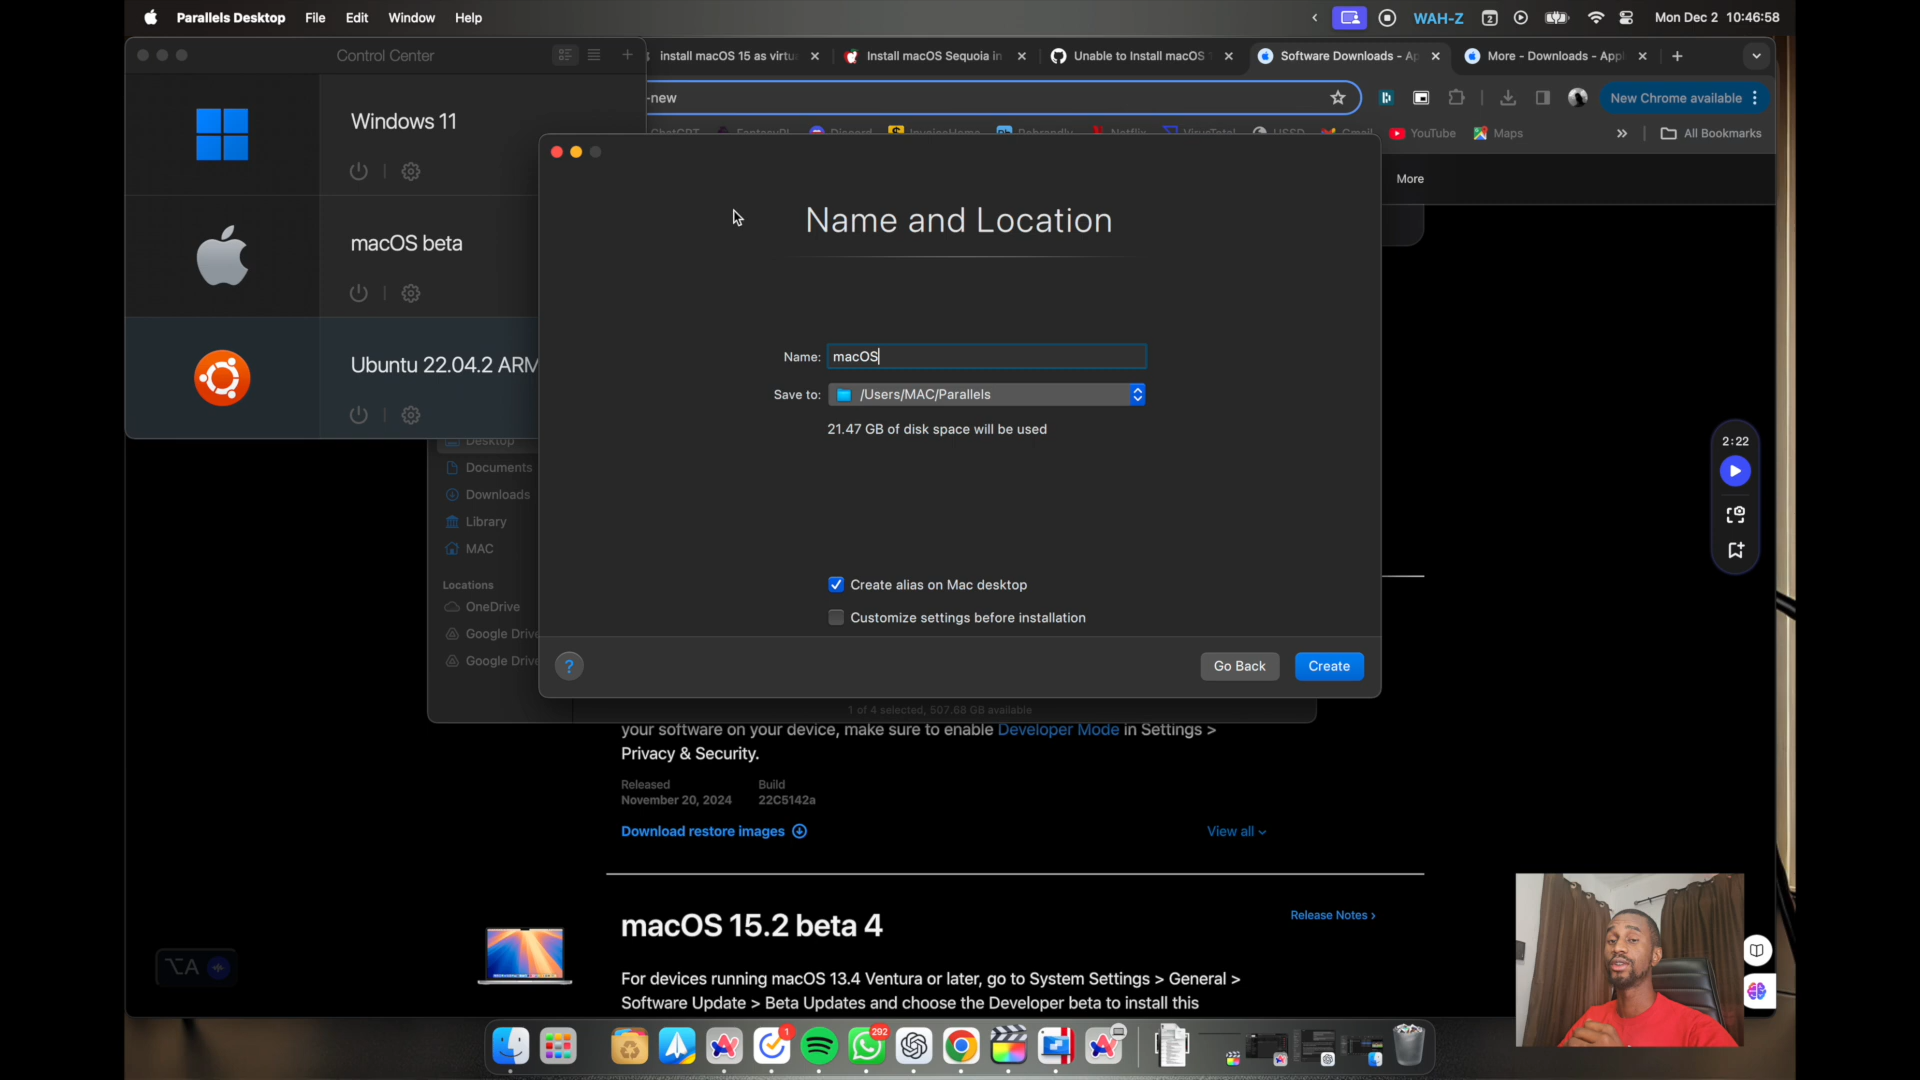 Parallels Desktop File Edit Window Help
WAH-Z 2 Mon Dec 2 10:46:58
Control Center
install macOS 15 as virtu
Install macOS Sequoia in
Unable to Install macOS
Software Downloads - Ap
More - Downloads - Appl
-new
New Chrome available
YouTube
Maps
All Bookmarks
Windows 11
macOS beta
Ubuntu 22.04.2 ARM
More
Name and Location
Name: macOS
Save to: /Users/MAC/Parallels
21.47 GB of disk space will be used
Create alias on Mac desktop
Customize settings before installation
? Go Back Create
Desktop
Documents
Downloads
Library
MAC
Locations
OneDrive
Google Drive
Google Drive
1 of 4 selected, 507.68 GB available
2:22
your software on your device, make sure to enable Developer Mode in Settings >
Privacy & Security.
Released Build
November 20, 2024 22C5142a
Download restore images View all
macOS 15.2 beta 4
Release Notes >
For devices running macOS 13.4 Ventura or later, go to System Settings > General >
Software Update > Beta Updates and choose the Developer beta to install this
⌥A
1
292